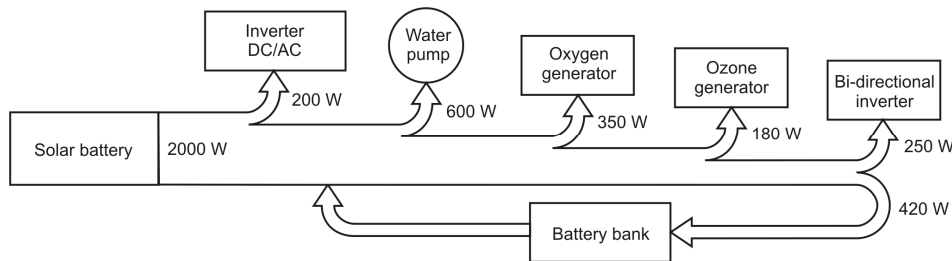 Inverter
DC/AC
Water
pump
Oxygen
generator
Ozone
generator
Bi-directional
inverter
200 W
600 W
350 W
180 W
250 W
Solar battery
2000 W
420 W
Battery bank